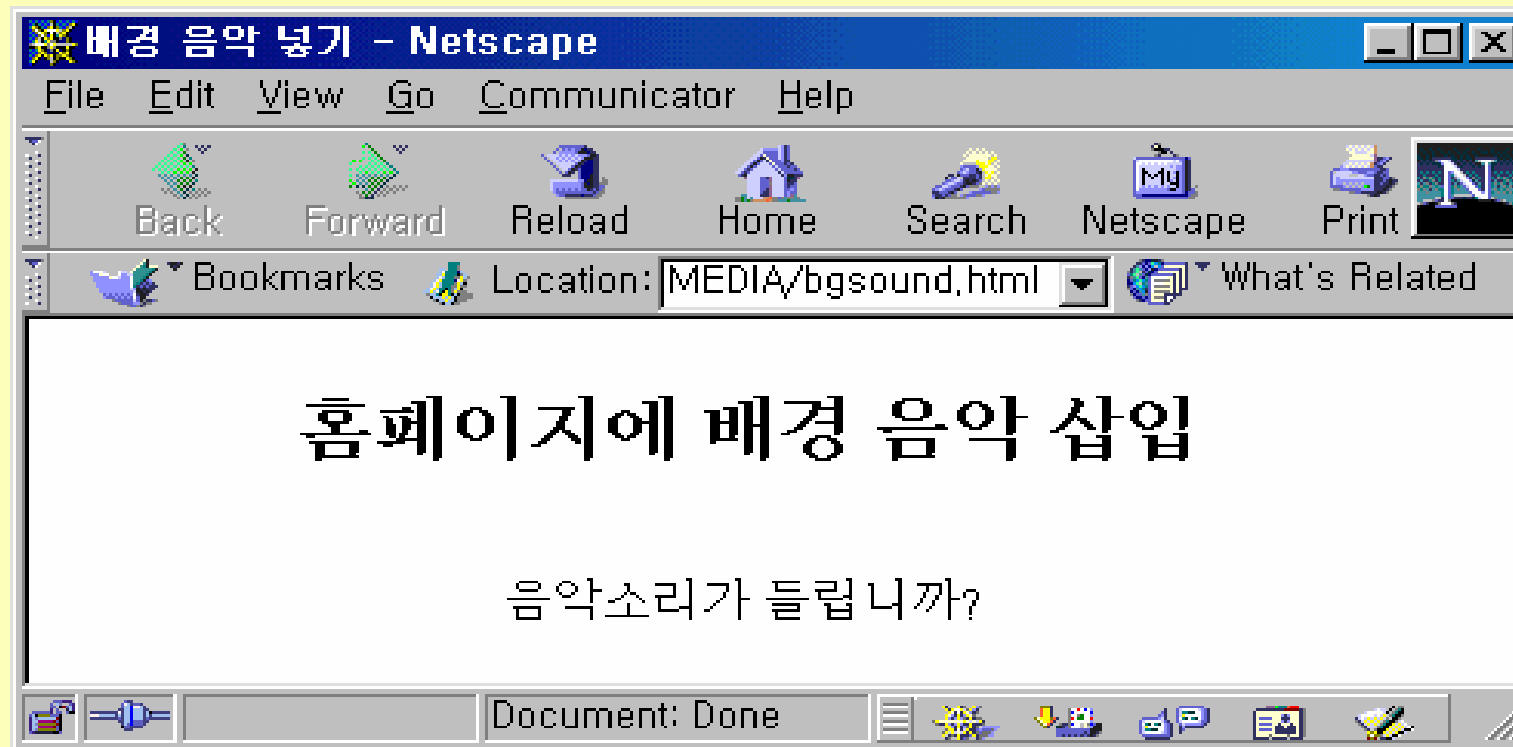 배경 음악 넣기 - Netscape
File Edit View Go Communicator Help
Back Forward Reload Home Search Netscape Print
My
N
Bookmarks Location: MEDIA/bgsound.html What's Related
홈페이지에 배경 음악 삽입
음악소리가 들립니까?
Document: Done